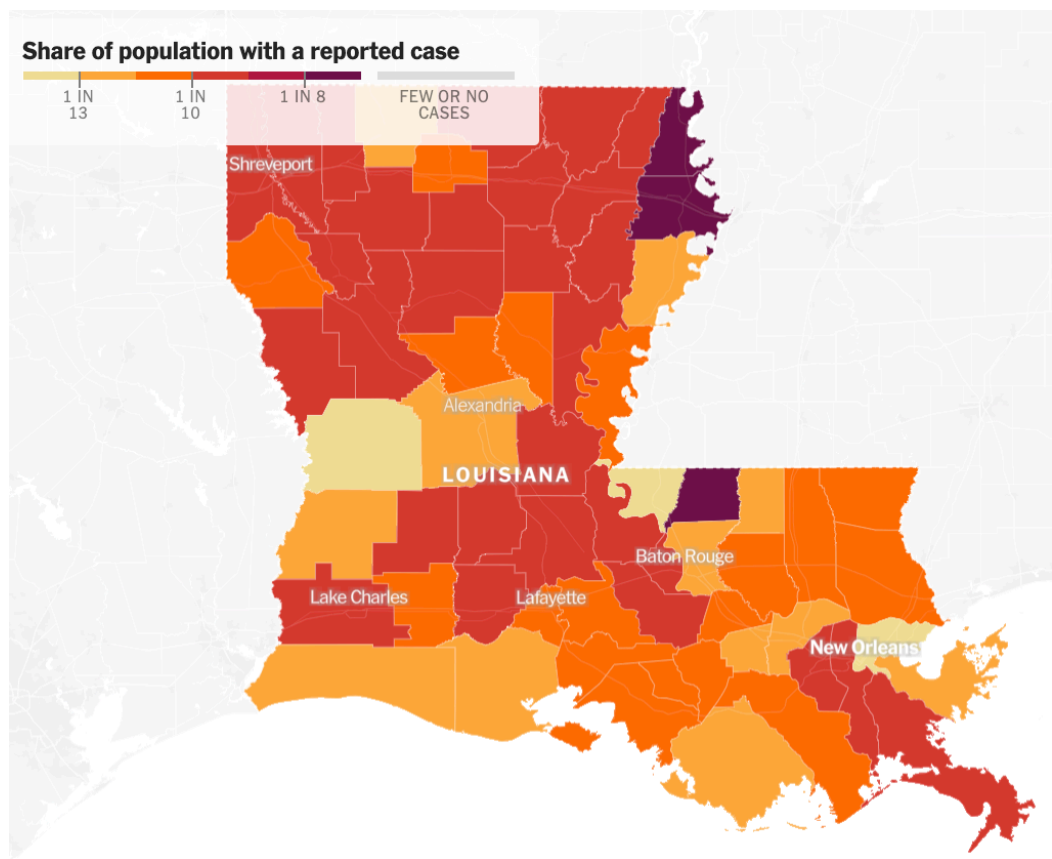 Share of population with a reported case
1 IN
13
1 IN
10
1 IN 8
FEW OR NO
CASES
Shreveport
Alexandria
LOUISIANA
Baton Rouge
Lake Charles
Lafayette
New Orleans